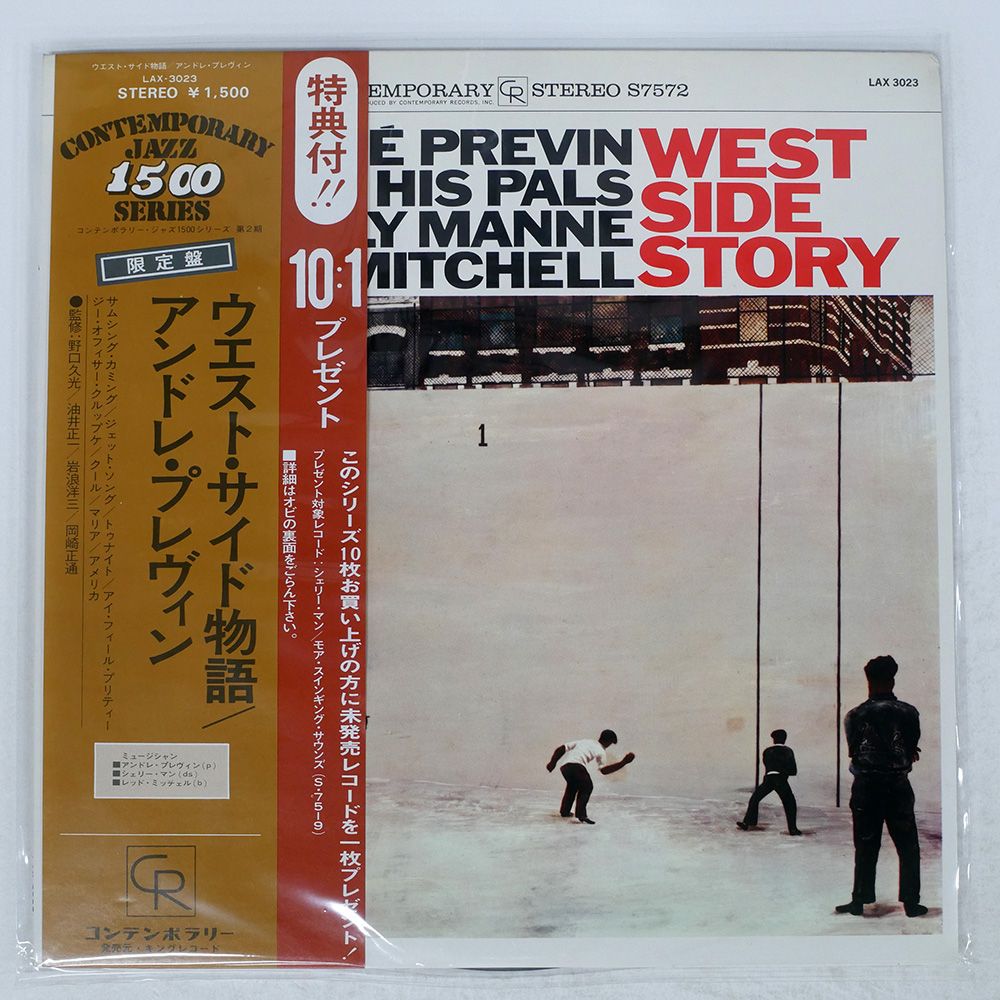 ウエスト・サイド物語／アンドレ・プレヴィン
LAX-3023
STEREO ￥1,500
CONTEMPORARY
JAZZ
1500
SERIES
コンテンポラリー・ジャズ1500シリーズ 第2期
限定盤
ウエスト・サイド物語／
アンドレ・プレヴィン
サムシング・カミング／ジェット・ソング／トゥナイト／アイ・フィール・プリティー
ジー・オフィサー・クルップケ／クール／マリア／アメリカ
●監修：野口久光／油井正一／岩浪洋三／岡崎正通
ミュージシャン
■アンドレ・プレヴィン(p)
■シェリー・マン(ds)
■レッド・ミッチェル(b)
CR
コンテンポラリー
発売元・キングレコード
特典付!!
10:1
プレゼント
このシリーズ10枚お買い上げの方に未発売レコードを一枚プレゼント！
プレゼント対象レコード：シェリー・マン／モア・スインギング・サウンズ(S・7519)
■詳細はオビの裏面をごらん下さい。
EMPORARY CR STEREO S7572
UCED BY CONTEMPORARY RECORDS, INC.
LAX 3023
É PREVIN
HIS PALS
LY MANNE
MITCHELL
WEST
SIDE
STORY
1